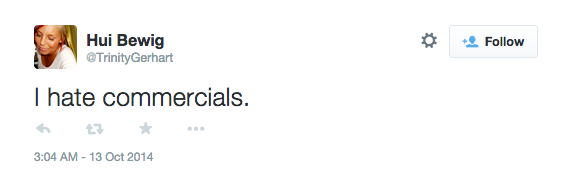 Hui Bewig
@TrinityGerhart
Follow
I hate commercials.
3:04 AM - 13 Oct 2014